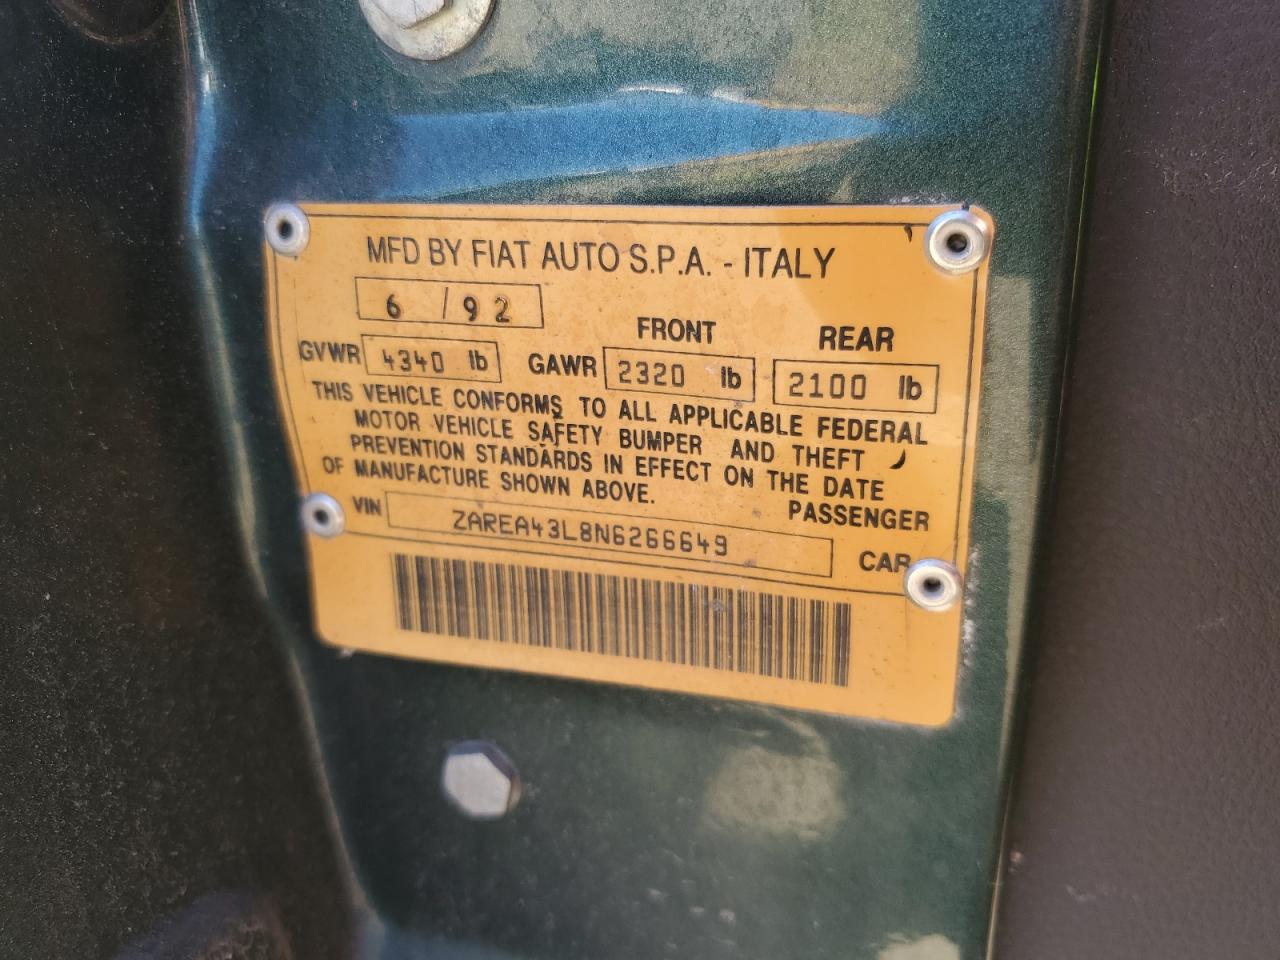 MFD BY FIAT AUTO S.P.A. - ITALY
6 / 92
FRONT REAR
GVWR 4340 lb GAWR 2320 lb 2100 lb
THIS VEHICLE CONFORMS TO ALL APPLICABLE FEDERAL
MOTOR VEHICLE SAFETY BUMPER AND THEFT
PREVENTION STANDARDS IN EFFECT ON THE DATE
OF MANUFACTURE SHOWN ABOVE.
PASSENGER
VIN ZAREA43L8N6266649
CAR